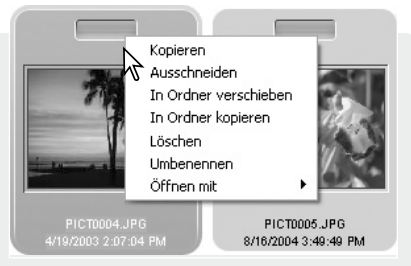 Kopieren
Ausschneiden
In Ordner verschieben
In Ordner kopieren
Löschen
Umbenennen
Öffnen mit
PICT0004.JPG
4/19/2003 2:07:04 PM
PICT0005.JPG
8/16/2004 3:49:49 PM